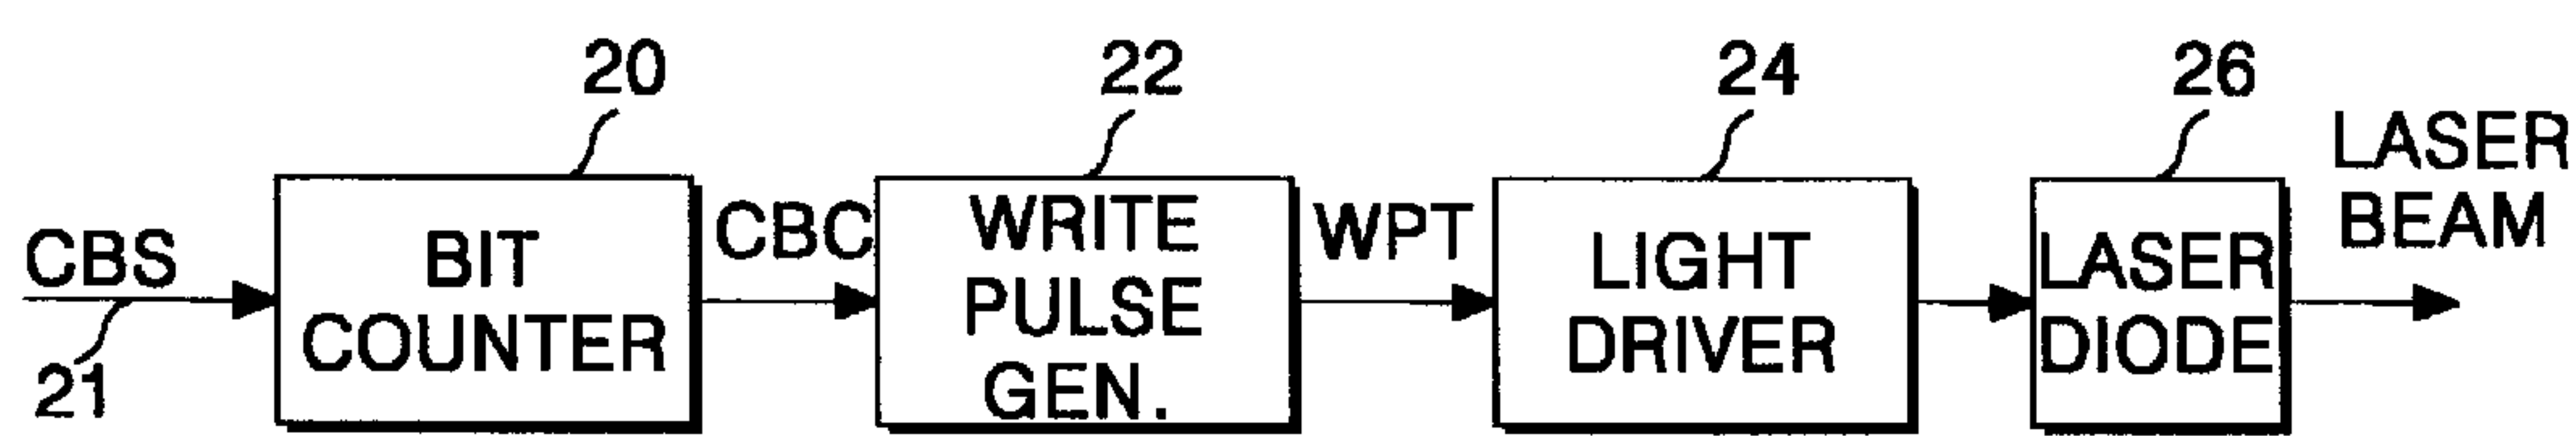 20
22
24
26
LASER
BEAM
CBS
21
BIT
COUNTER
CBC
WRITE
PULSE
GEN.
WPT
LIGHT
DRIVER
LASER
DIODE